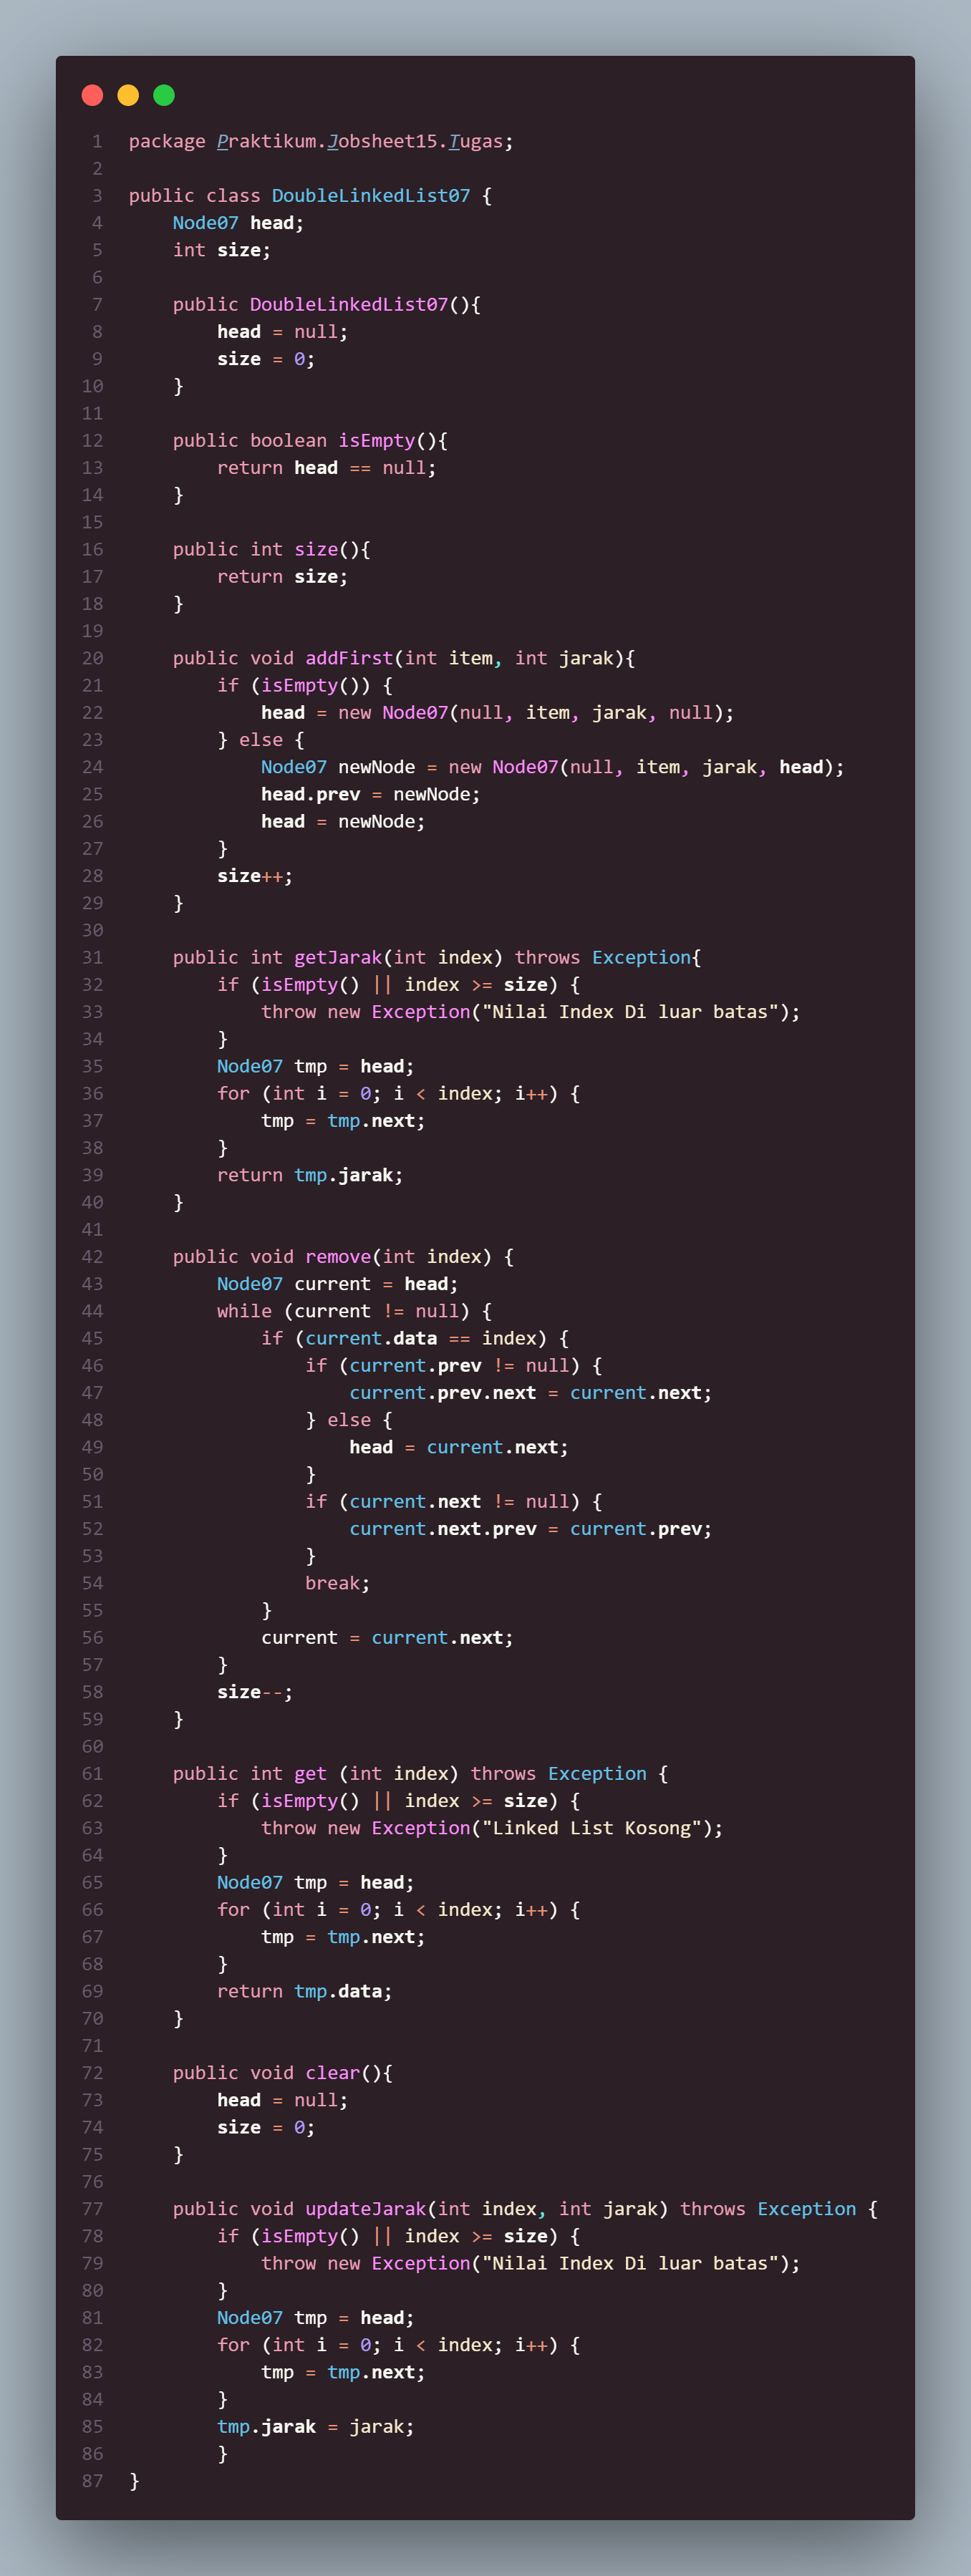 1 package Praktikum.Jobsheet15.Tugas;
2
3 public class DoubleLinkedList07 {
4     Node07 head;
5     int size;
6
7     public DoubleLinkedList07(){
8         head = null;
9         size = 0;
10     }
11
12     public boolean isEmpty(){
13         return head == null;
14     }
15
16     public int size(){
17         return size;
18     }
19
20     public void addFirst(int item, int jarak){
21         if (isEmpty()) {
22             head = new Node07(null, item, jarak, null);
23         } else {
24             Node07 newNode = new Node07(null, item, jarak, head);
25             head.prev = newNode;
26             head = newNode;
27         }
28         size++;
29     }
30
31     public int getJarak(int index) throws Exception{
32         if (isEmpty() || index >= size) {
33             throw new Exception("Nilai Index Di luar batas");
34         }
35         Node07 tmp = head;
36         for (int i = 0; i < index; i++) {
37             tmp = tmp.next;
38         }
39         return tmp.jarak;
40     }
41
42     public void remove(int index) {
43         Node07 current = head;
44         while (current != null) {
45             if (current.data == index) {
46                 if (current.prev != null) {
47                     current.prev.next = current.next;
48                 } else {
49                     head = current.next;
50                 }
51                 if (current.next != null) {
52                     current.next.prev = current.prev;
53                 }
54                 break;
55             }
56             current = current.next;
57         }
58         size--;
59     }
60
61     public int get (int index) throws Exception {
62         if (isEmpty() || index >= size) {
63             throw new Exception("Linked List Kosong");
64         }
65         Node07 tmp = head;
66         for (int i = 0; i < index; i++) {
67             tmp = tmp.next;
68         }
69         return tmp.data;
70     }
71
72     public void clear(){
73         head = null;
74         size = 0;
75     }
76
77     public void updateJarak(int index, int jarak) throws Exception {
78         if (isEmpty() || index >= size) {
79             throw new Exception("Nilai Index Di luar batas");
80         }
81         Node07 tmp = head;
82         for (int i = 0; i < index; i++) {
83             tmp = tmp.next;
84         }
85         tmp.jarak = jarak;
86         }
87 }